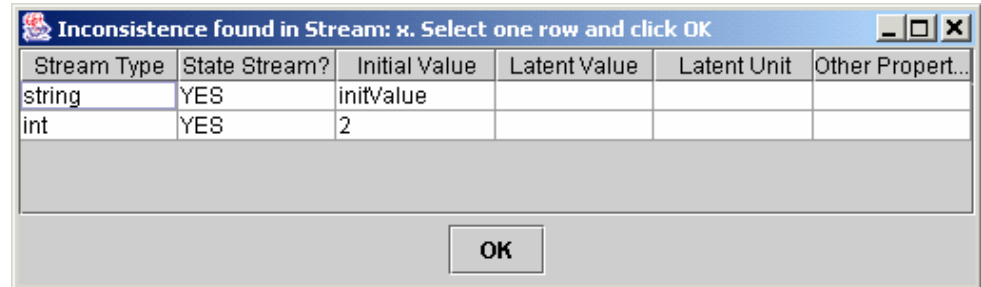 Inconsistence found in Stream: x. Select one row and click OK
Stream Type State Stream? Initial Value Latent Value Latent Unit Other Propert...
string YES initValue
int YES 2
OK